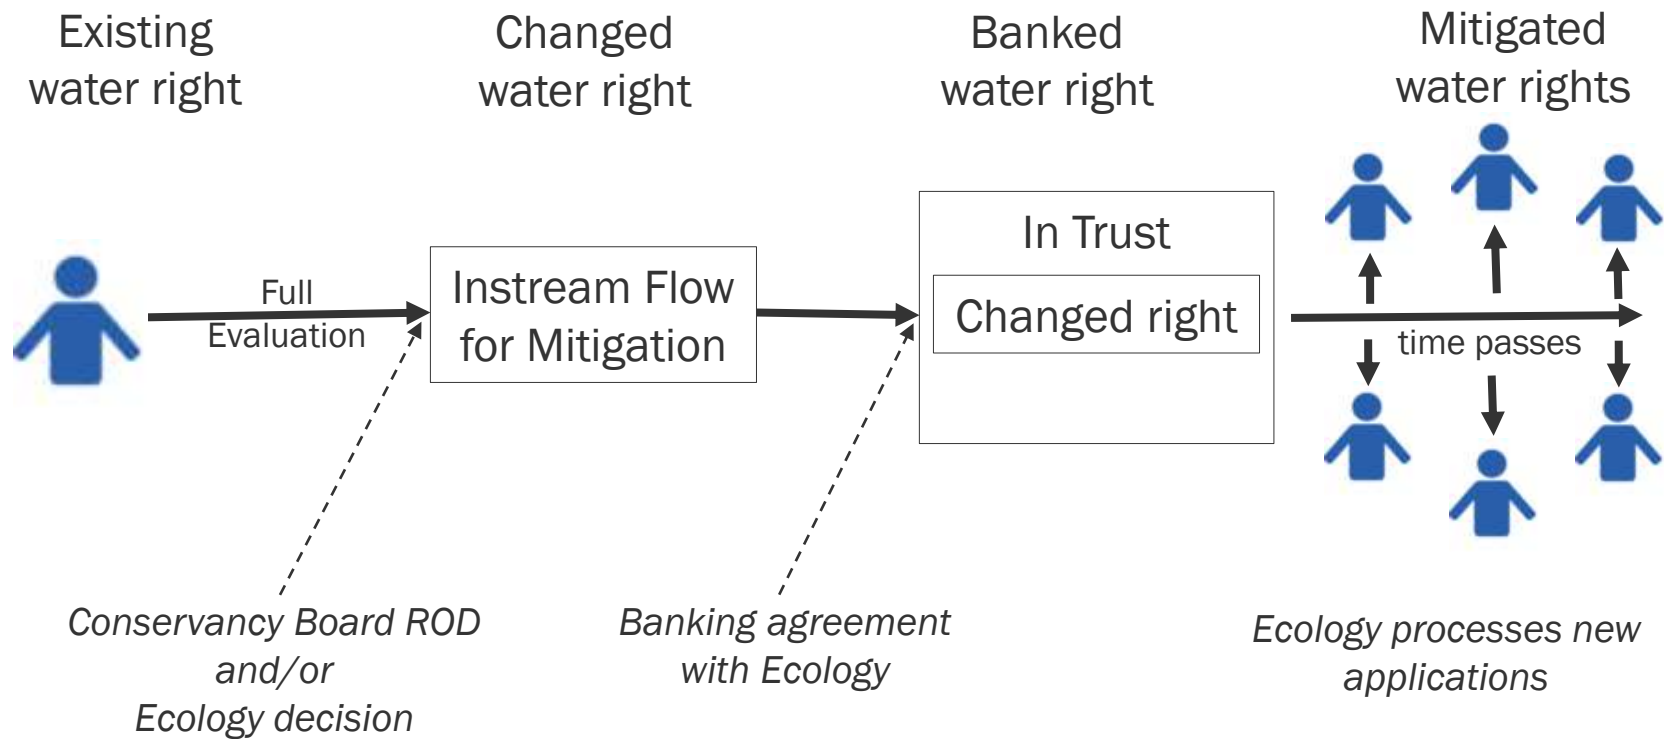 Existing
water right
Changed
water right
Banked
water right
Mitigated
water rights
Full
Evaluation
Instream Flow
for Mitigation
In Trust
Changed right
time passes
Conservancy Board ROD
and/or
Ecology decision
Banking agreement
with Ecology
Ecology processes new
applications